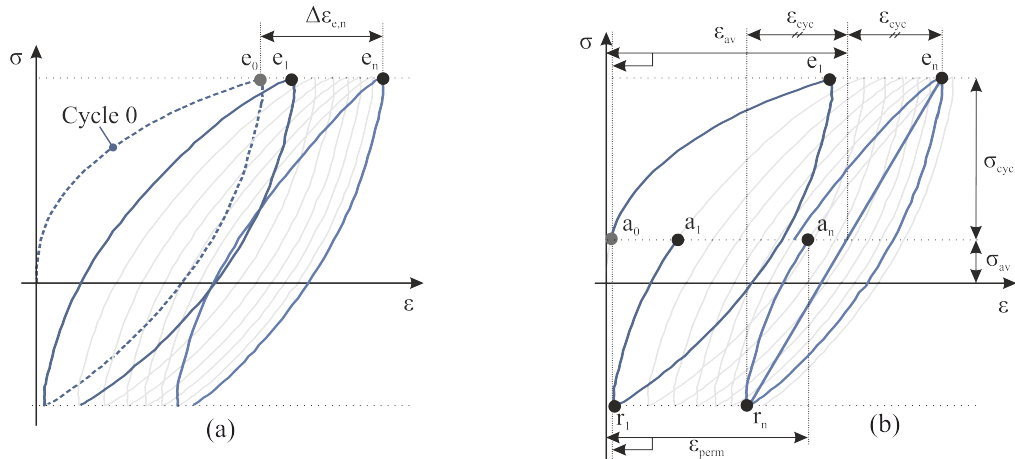 Δε_e,n
σ
e_0
e_1
e_n
Cycle 0
ε
(a)
ε_cyc
ε_cyc
ε_av
σ
e_1
e_n
σ_cyc
a_0
a_1
a_n
σ_av
ε
r_1
r_n
(b)
ε_perm